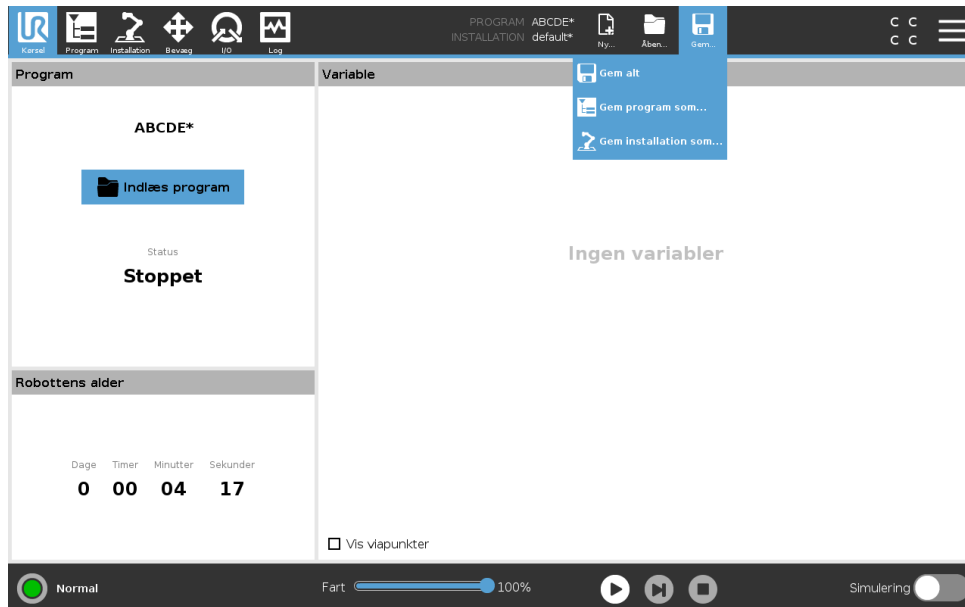 PROGRAM ABCDE*
INSTALLATION default*
C C
C C
Kørsel Program Installation Bevæg I/O Log Ny... Åben... Gem...
Program
Variable
Gem alt
Gem program som...
Gem installation som...
ABCDE*
Indlæs program
Status
Stoppet
Ingen variabler
Robottens alder
Dage Timer Minutter Sekunder
0 00 04 17
Vis viapunkter
Normal
Fart 100%
Simulering